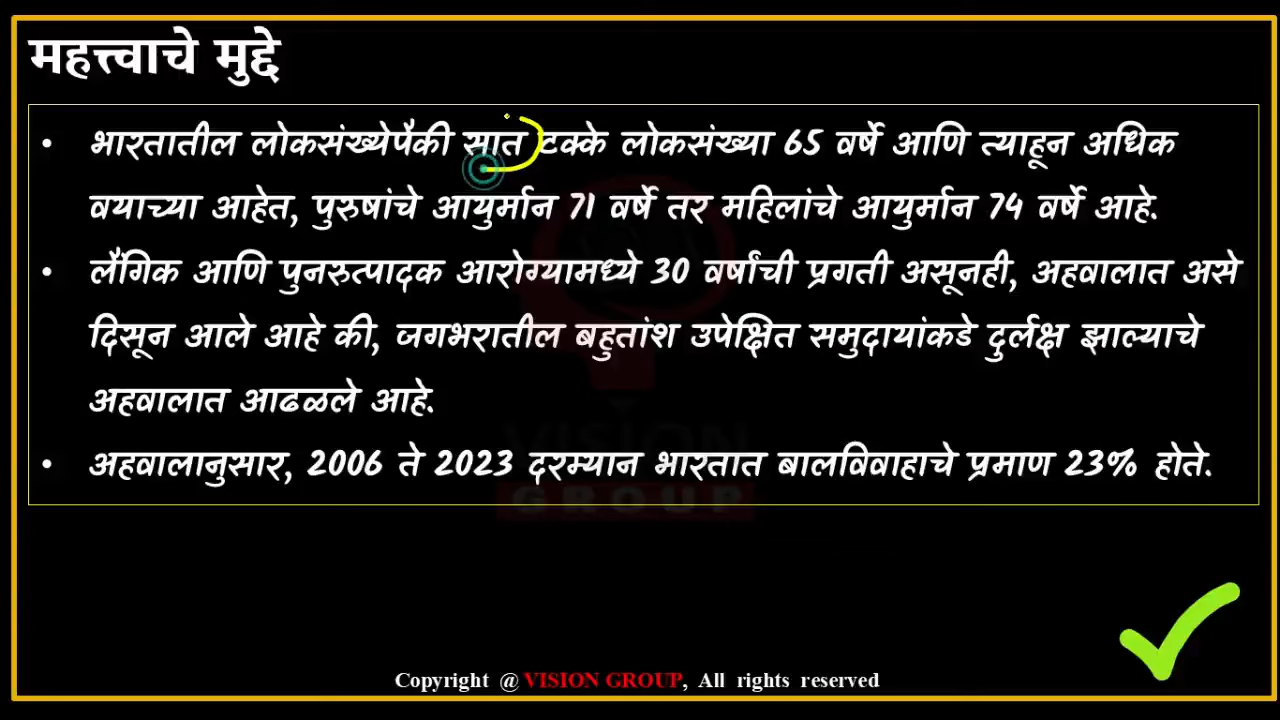 महत्त्वाचे मुद्दे
• भारतातील लोकसंख्येपैकी सात टक्के लोकसंख्या 65 वर्षे आणि त्याहून अधिक
वयाच्या आहेत, पुरुषांचे आयुर्मान 71 वर्षे तर महिलांचे आयुर्मान 74 वर्षे आहे.
• लैंगिक आणि पुनरुत्पादक आरोग्यामध्ये 30 वर्षांची प्रगती असूनही, अहवालात असे
दिसून आले आहे की, जगभरातील बहुतांश उपेक्षित समुदायांकडे दुर्लक्ष झाल्याचे
अहवालात आढळले आहे.
• अहवालानुसार, 2006 ते 2023 दरम्यान भारतात बालविवाहाचे प्रमाण 23% होते.
VISION
GROUP
Copyright @ VISION GROUP, All rights reserved